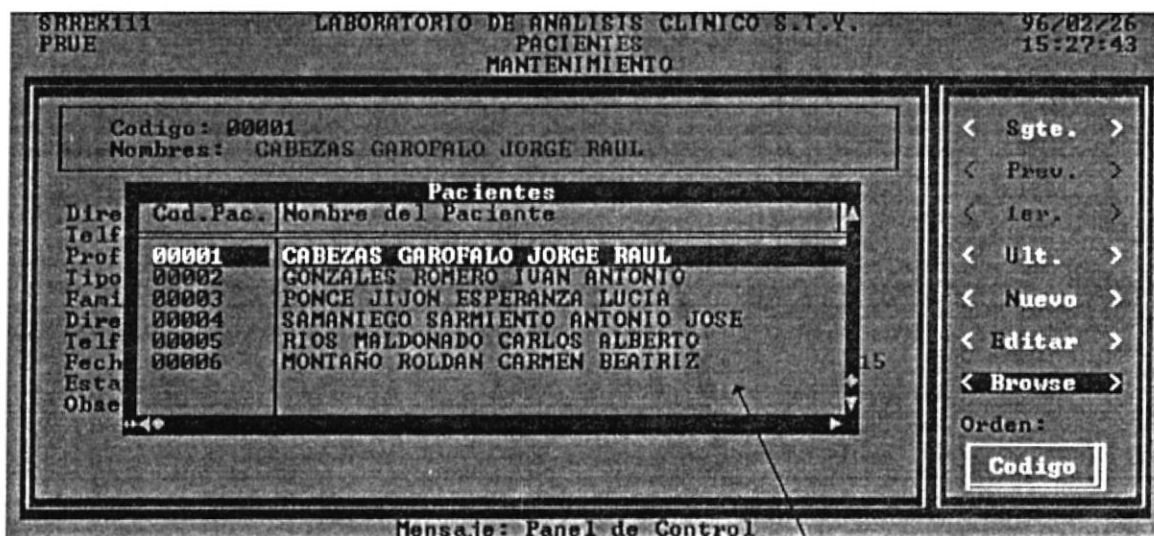 SRREK111 LABORATORIO DE ANALISIS CLINICO S.T.Y. 96/02/26
PRUE PACIENTES 15:27:43
MANTENIMIENTO
Codigo: 00001
Nombres: CABEZAS GAROFALO JORGE RAUL
Pacientes
Dire Cod.Pac. Nombre del Paciente
Telf
Prof 00001 CABEZAS GAROFALO JORGE RAUL
Tipo 00002 GONZALES ROMERO IVAN ANTONIO
Fami 00003 PONCE JIJON ESPERANZA LUCIA
Dire 00004 SAMANIEGO SARMIENTO ANTONIO JOSE
Telf 00005 RIOS MALDONADO CARLOS ALBERTO
Fech 00006 MONTAÑO ROLDAN CARMEN BEATRIZ 15
Esta
Obse
< Sgte. >
< Prev. >
< 1er. >
< Ult. >
< Nuevo >
< Editar >
< Browse >
Orden:
Codigo
Mensaje: Panel de Control